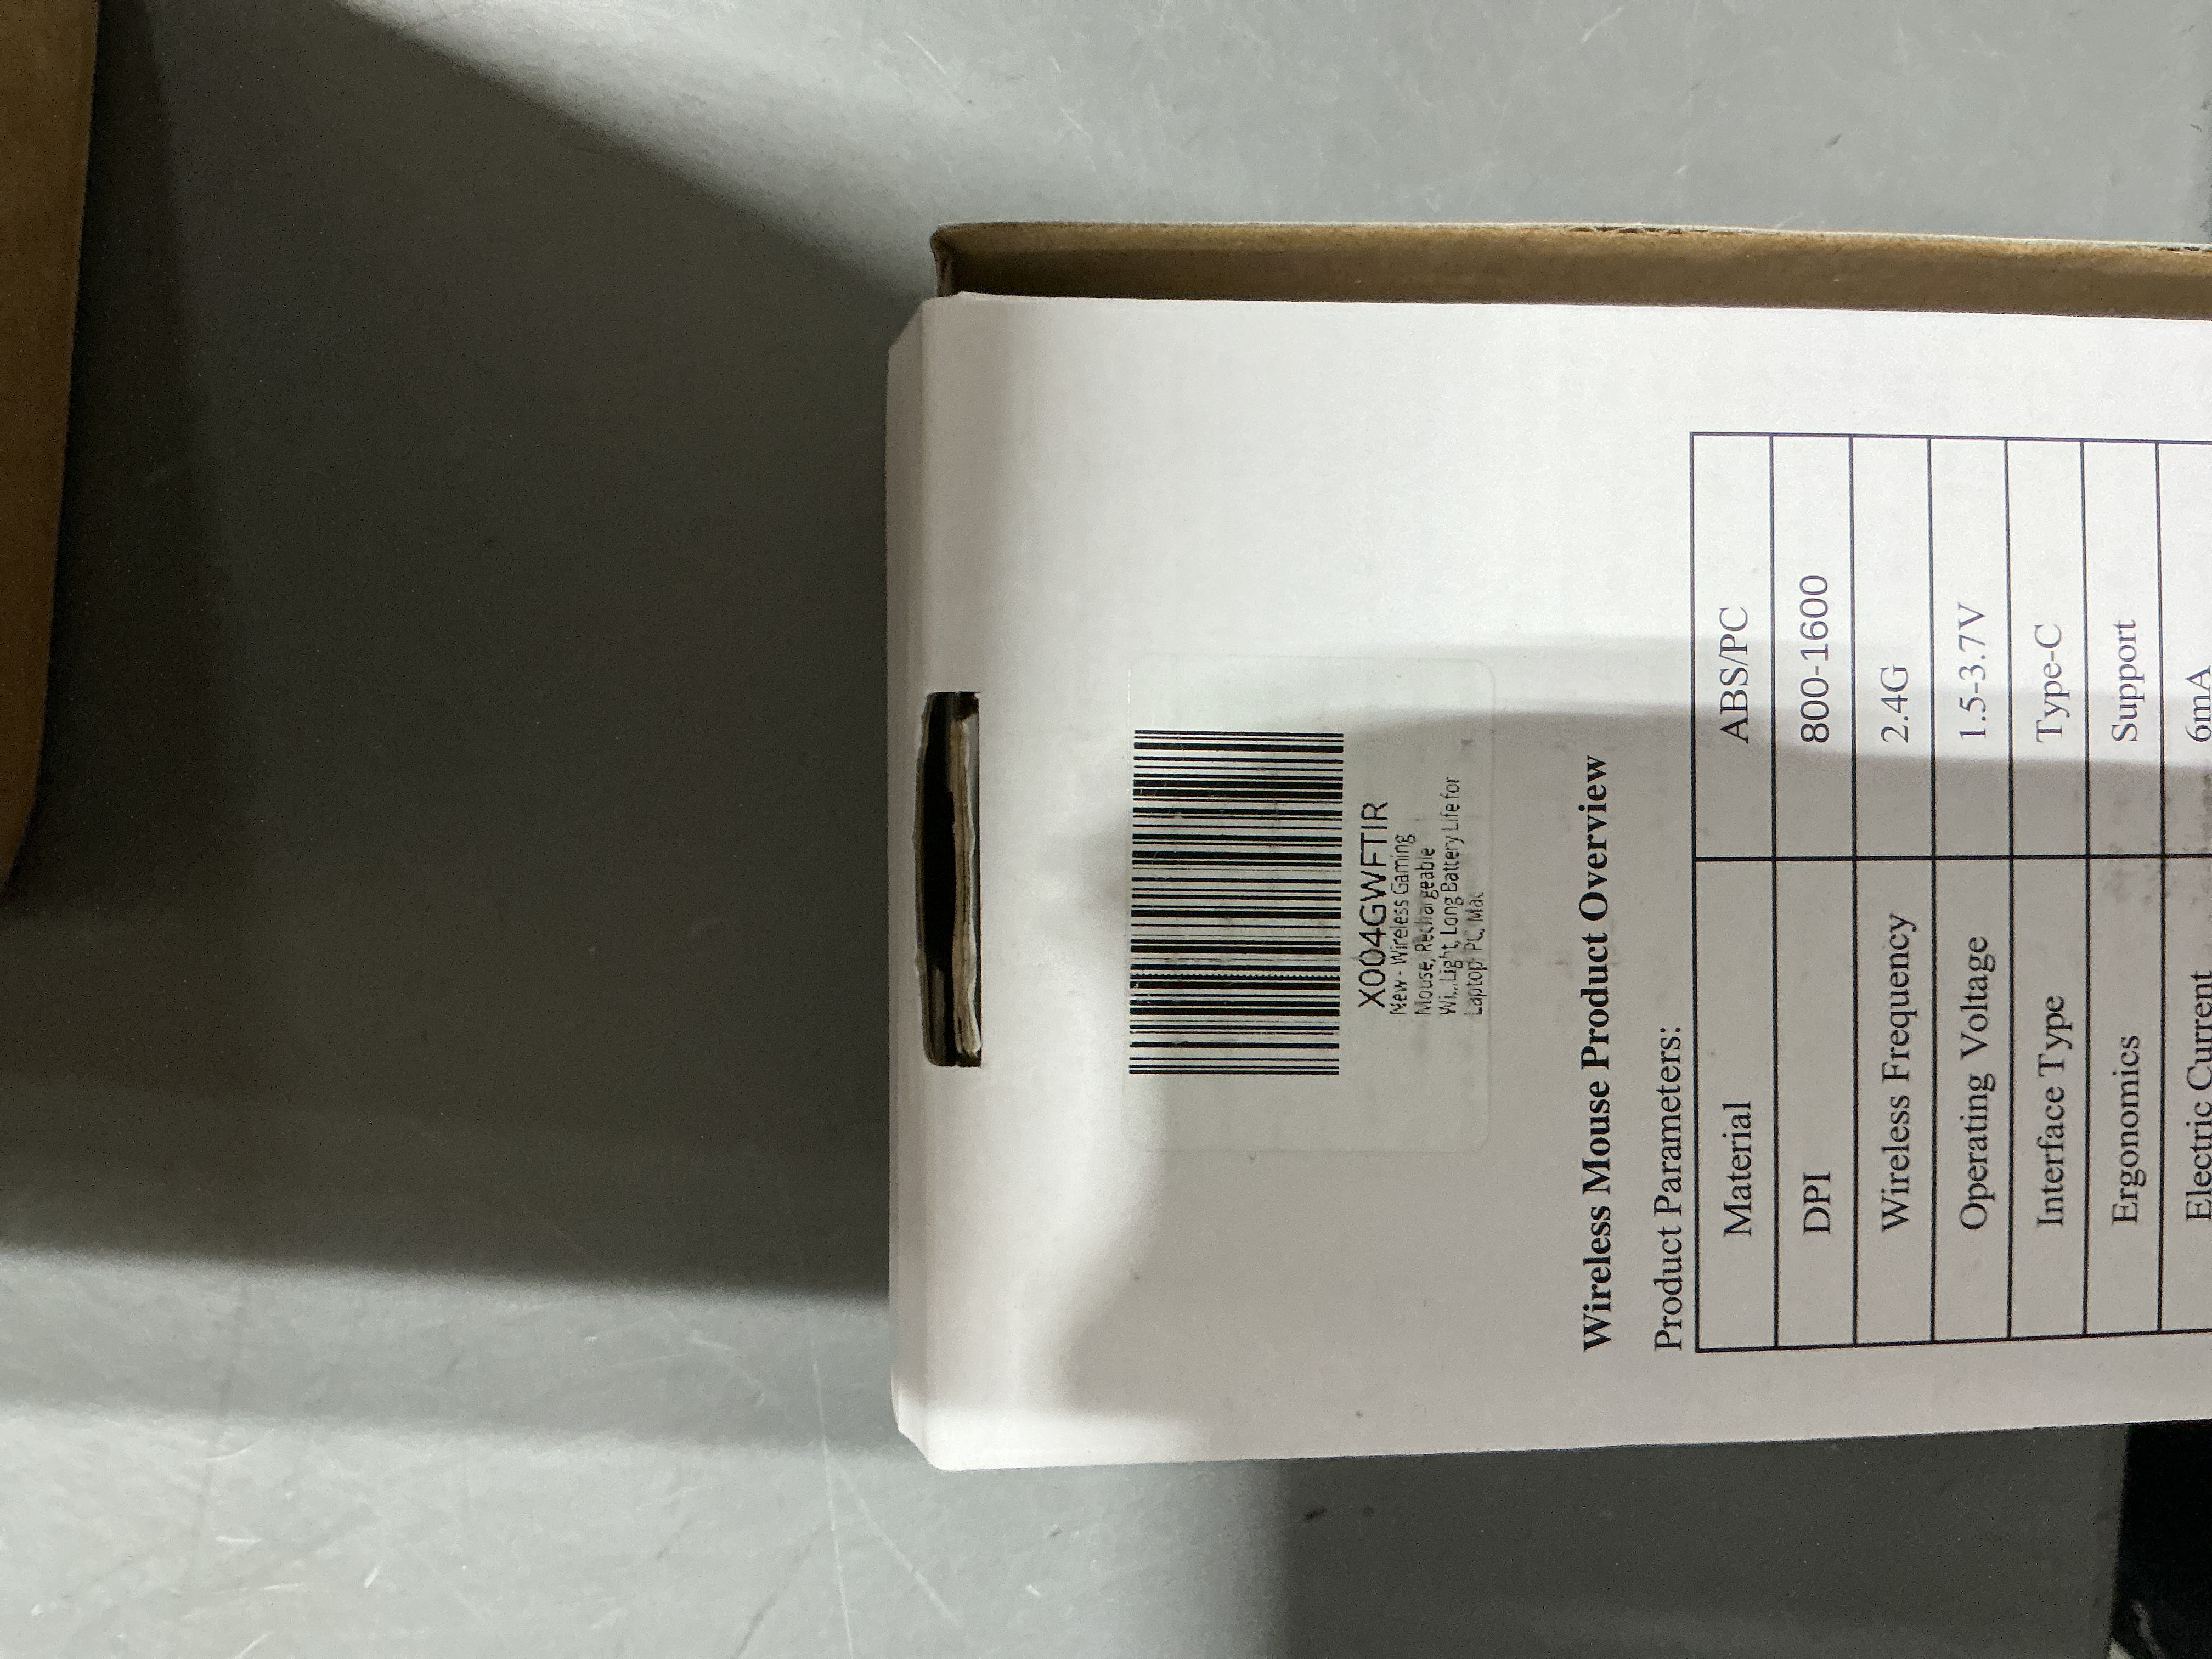 X004GWFTIR
New - Wireless Gaming
Mouse, Rechargeable
Wi...Light, Long Battery Life for
Laptop, PC, Mac
Wireless Mouse Product Overview
Product Parameters:
Material ABS/PC
DPI 800-1600
Wireless Frequency 2.4G
Operating Voltage 1.5-3.7V
Interface Type Type-C
Ergonomics Support
Electric Current 6mA